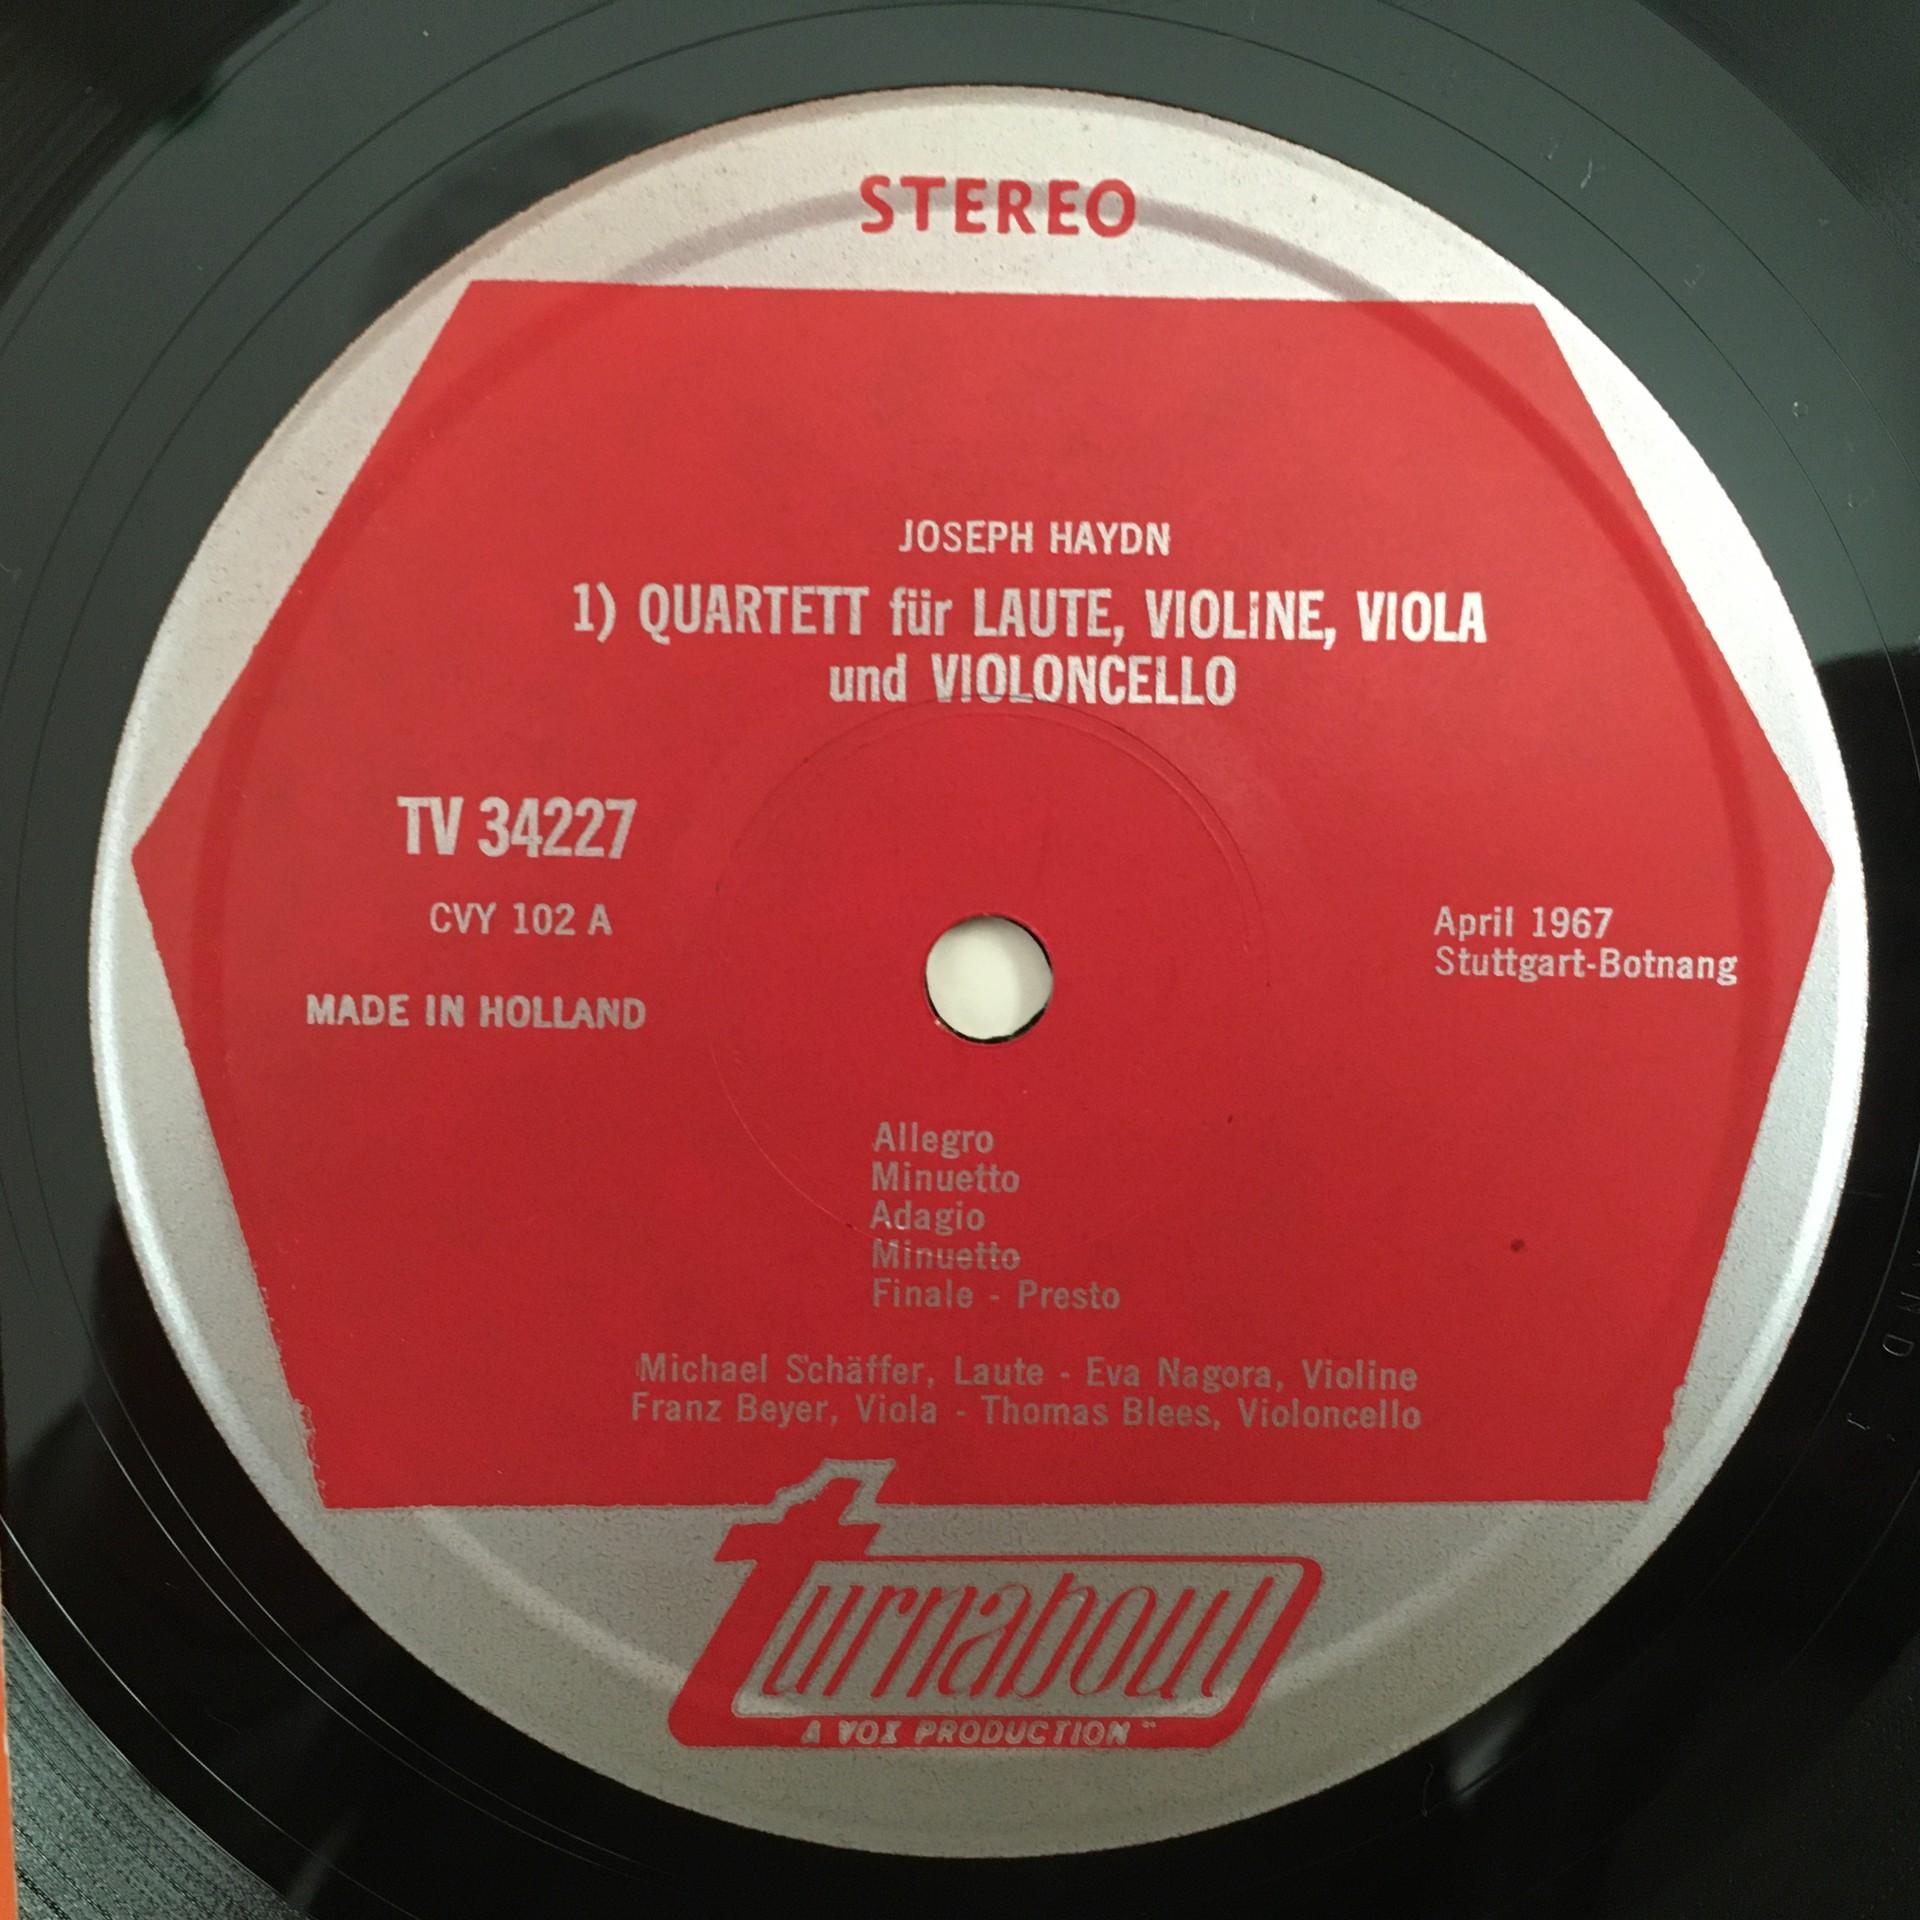 STEREO
JOSEPH HAYDN
1) QUARTETT für LAUTE, VIOLINE, VIOLA
und VIOLONCELLO
TV 34227
CVY 102 A
MADE IN HOLLAND
April 1967
Stuttgart-Botnang
Allegro
Minuetto
Adagio
Minuetto
Finale - Presto
Michael Schäffer, Laute - Eva Nagora, Violine
Franz Beyer, Viola - Thomas Blees, Violoncello
turnabout
A VOX PRODUCTION